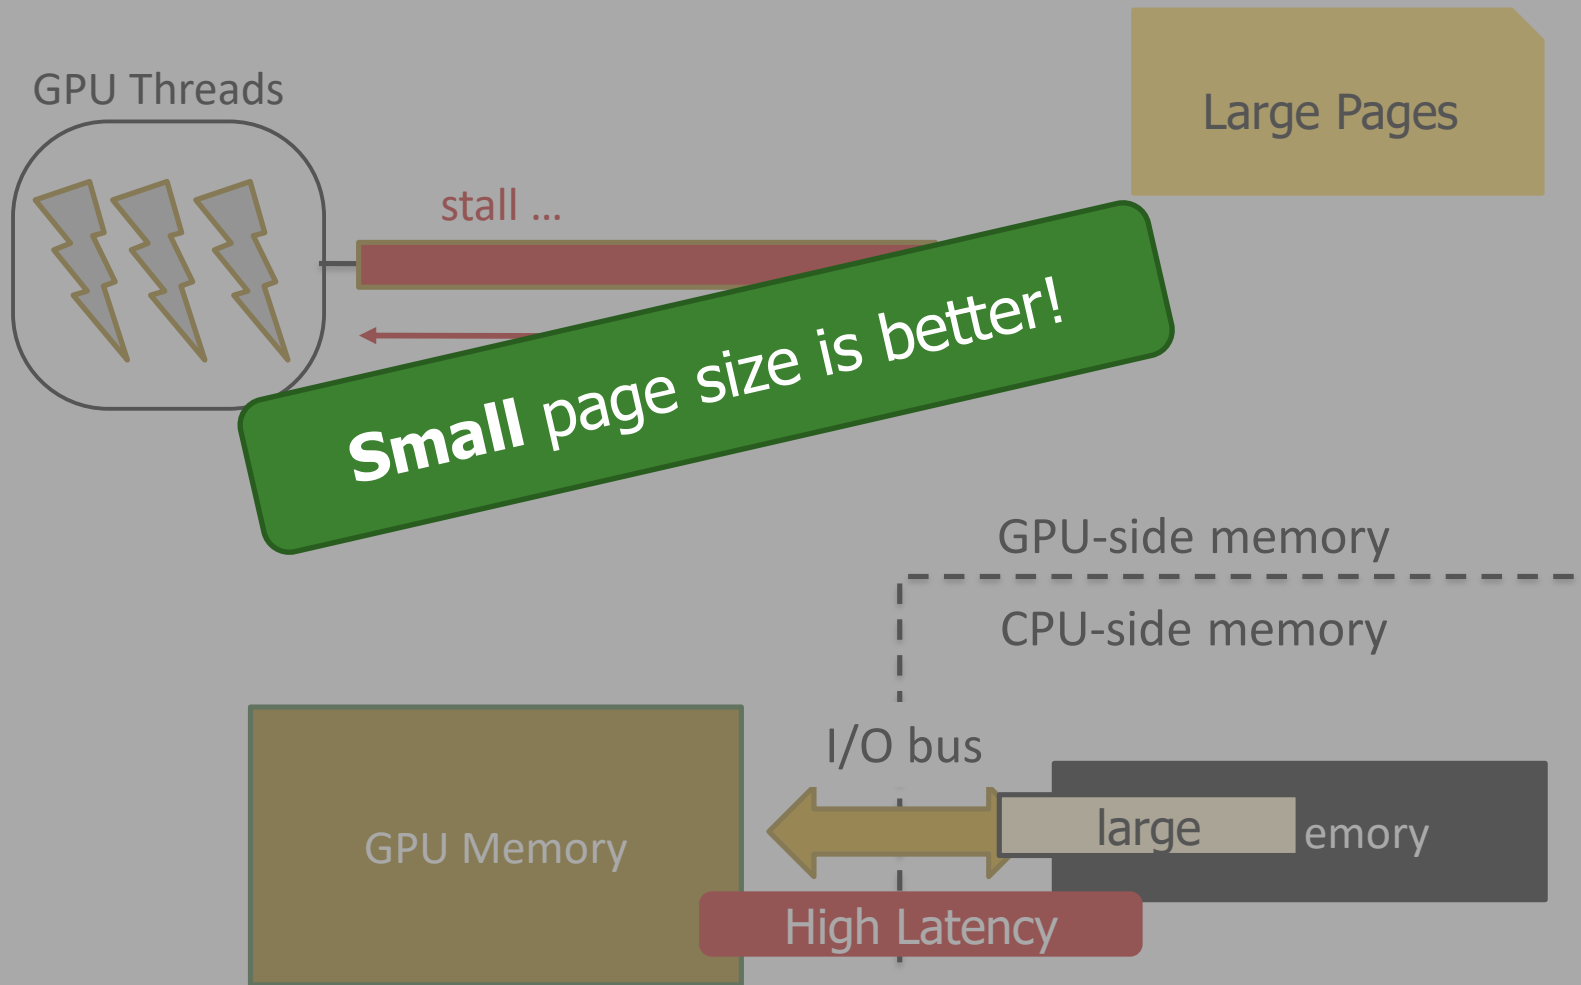 GPU Threads
Large Pages
stall ...
Small page size is better!
GPU-side memory
CPU-side memory
I/O bus
GPU Memory
large
emory
High Latency